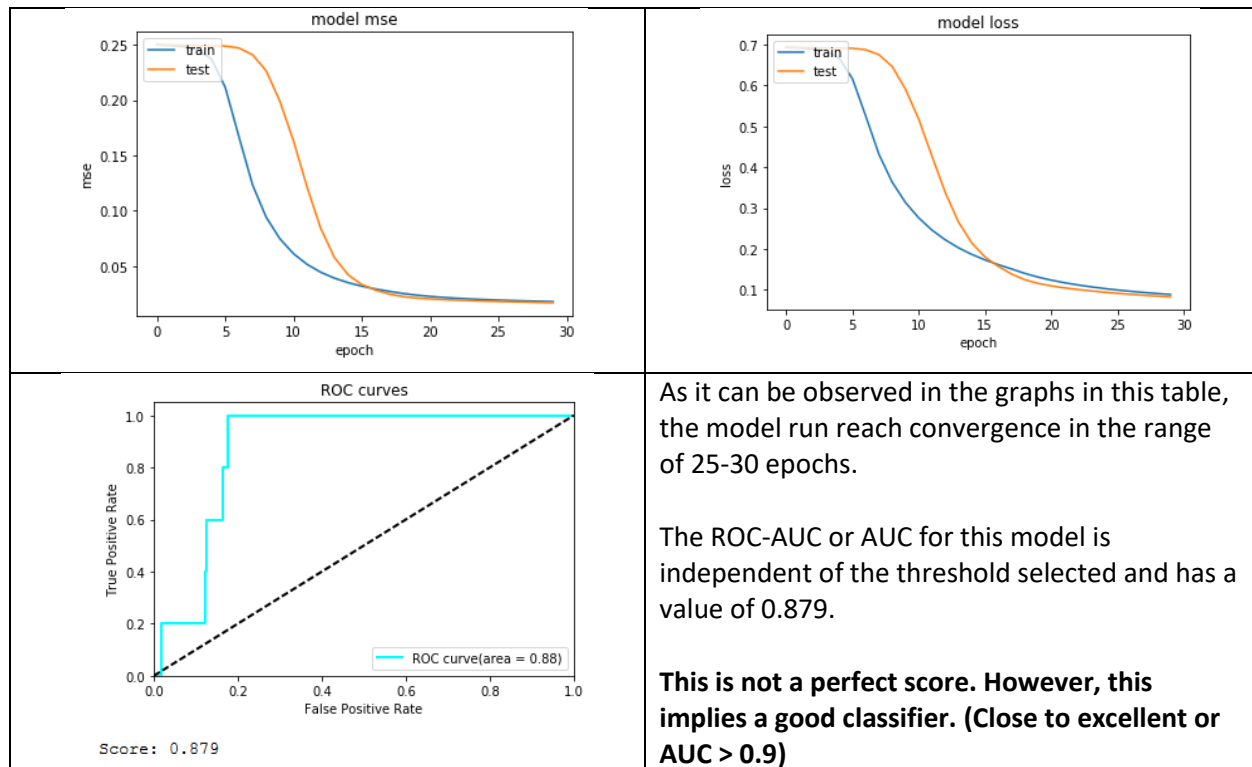 model mse
0.25
0.20
0.15
0.10
0.05
mse
train
test
0
5
10
15
20
25
30
epoch
model loss
0.7
0.6
0.5
0.4
0.3
0.2
0.1
loss
train
test
0
5
10
15
20
25
30
epoch
ROC curves
1.0
0.8
0.6
0.4
0.2
0.0
True Positive Rate
ROC curve(area = 0.88)
0.0
0.2
0.4
0.6
0.8
1.0
False Positive Rate
Score: 0.879
As it can be observed in the graphs in this table,
the model run reach convergence in the range
of 25-30 epochs.
The ROC-AUC or AUC for this model is
independent of the threshold selected and has a
value of 0.879.
This is not a perfect score. However, this
implies a good classifier. (Close to excellent or
AUC > 0.9)